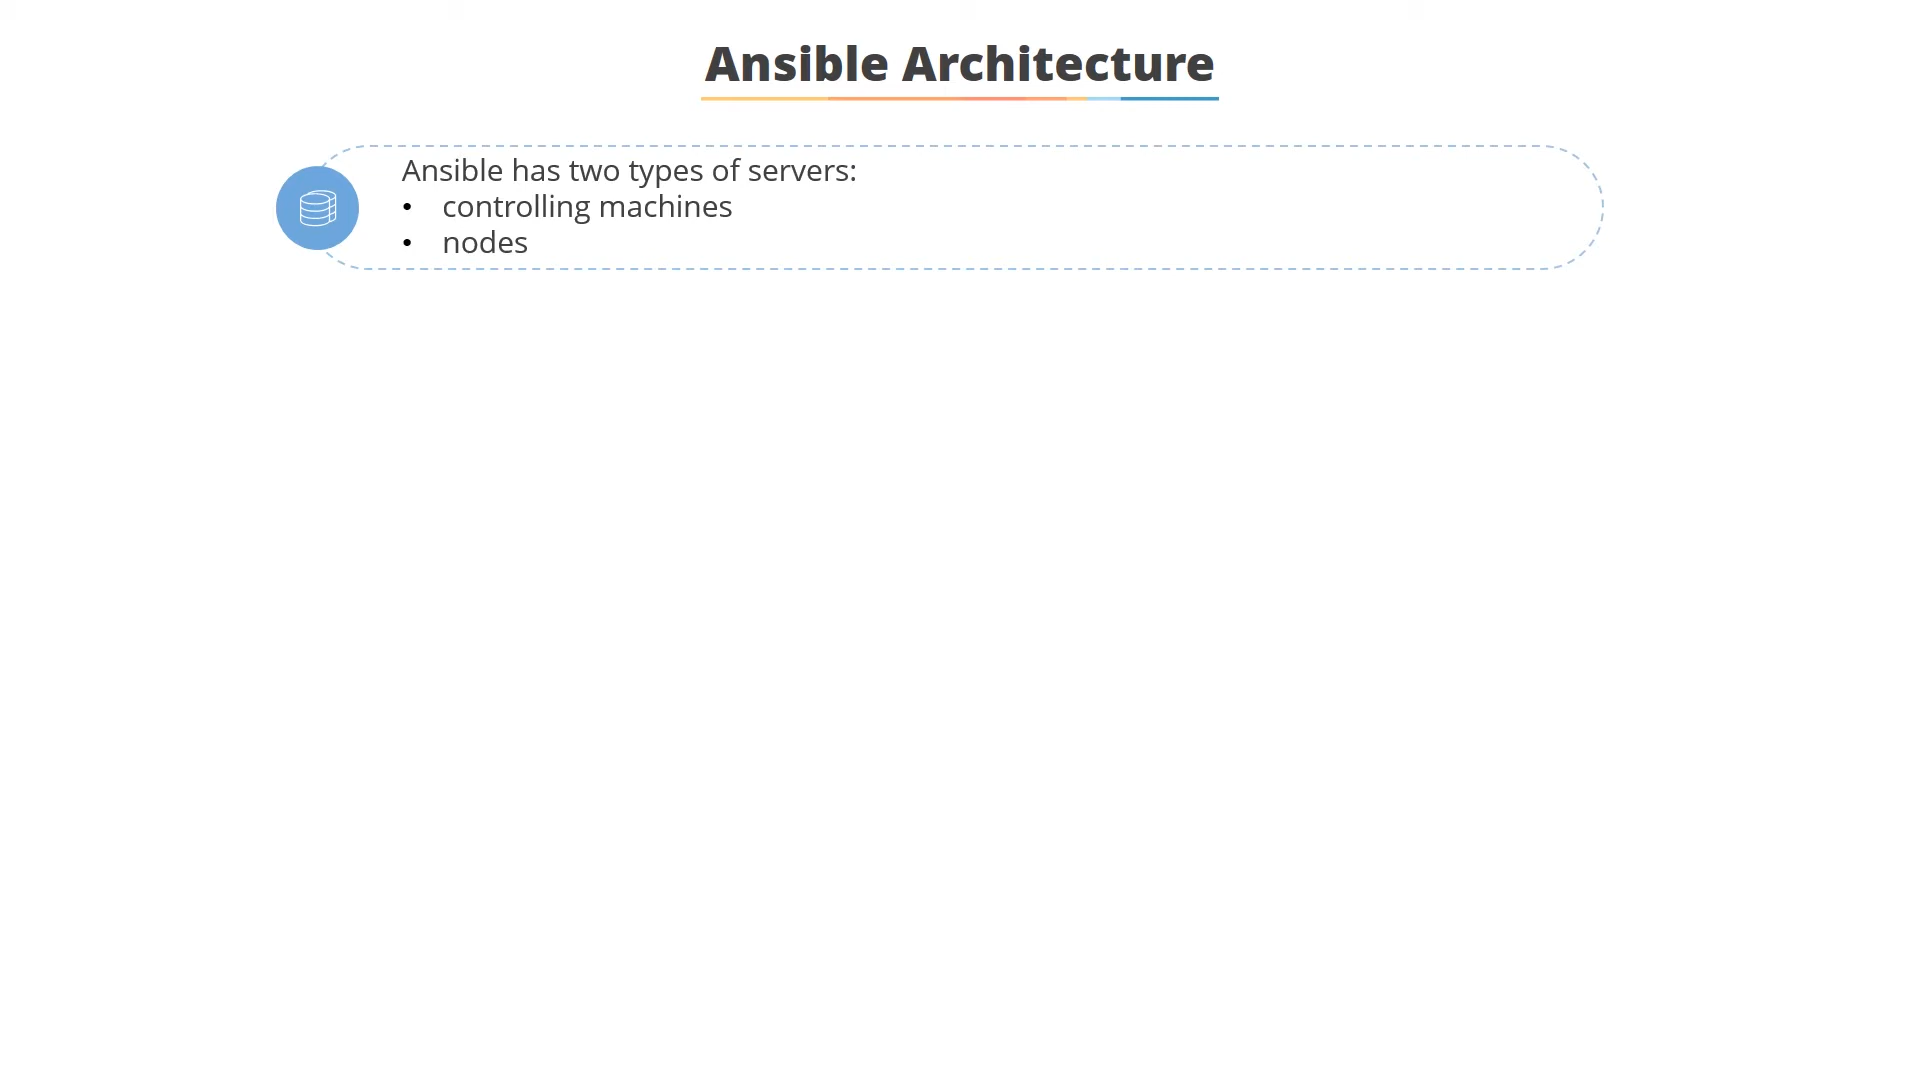 Ansible Architecture
Ansible has two types of servers:
• controlling machines
• nodes